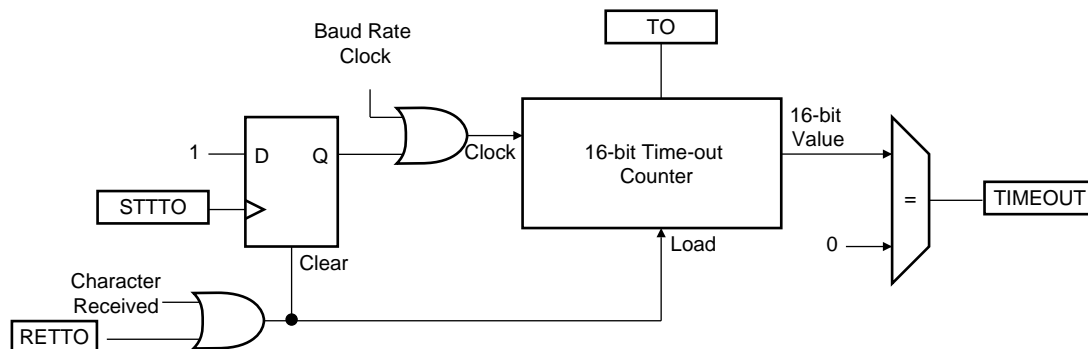 TO
Baud Rate
Clock
16-bit
Value
1
D
Q
Clock
16-bit Time-out
Counter
STTTO
=
TIMEOUT
Clear
Load
0
Character
Received
RETTO